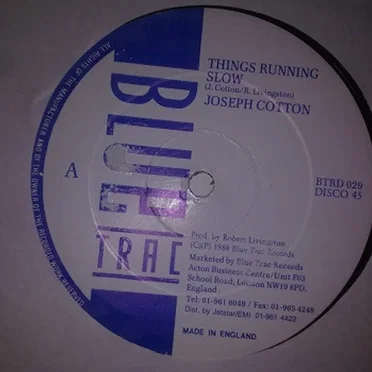 THINGS RUNNING
SLOW
(J. Cotton/R. Livingston)
JOSEPH COTTON
BLUE
TRAC
A
BTRD 029
DISCO 45
Prod. by Robert Livingston
(C)(P) 1988 Blue Trac Records
Marketed by Blue Trac Records
Acton Business Centre/Unit F05
School Road, London NW10 6PD.
England.
Tel: 01-961 6049 / Fax: 01-965 4248
Dist. by Jetstar/EMI 01-961 4422
MADE IN ENGLAND
ALL RIGHTS OF THE MANUFACTURER AND OF THE OWNER OF THE RECORDED WORK